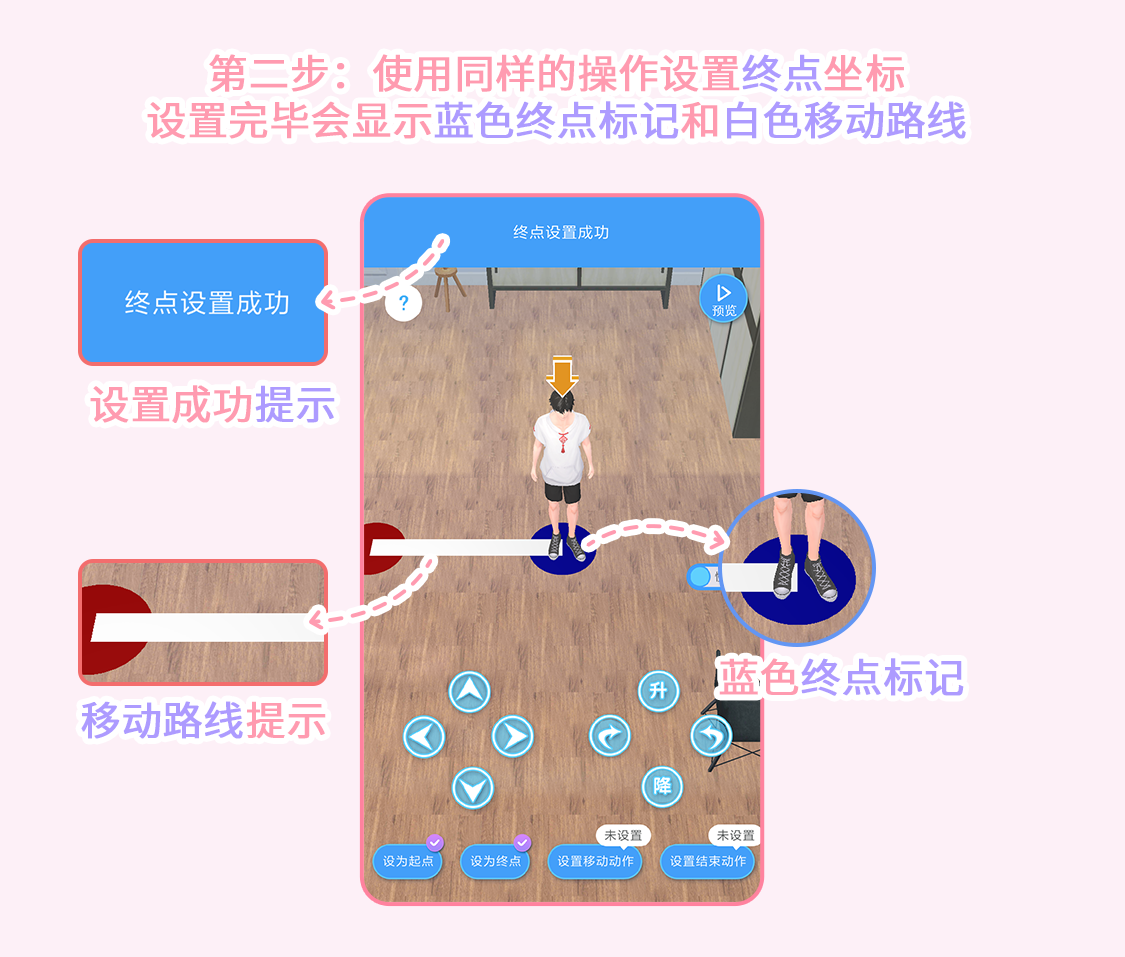 第二步：使用同样的操作设置终点坐标
设置完毕会显示蓝色终点标记和白色移动路线
终点设置成功
终点设置成功
?
预览
设置成功提示
移动路线提示
蓝色终点标记
升
降
未设置
未设置
设为起点
设为终点
设置移动动作
设置结束动作